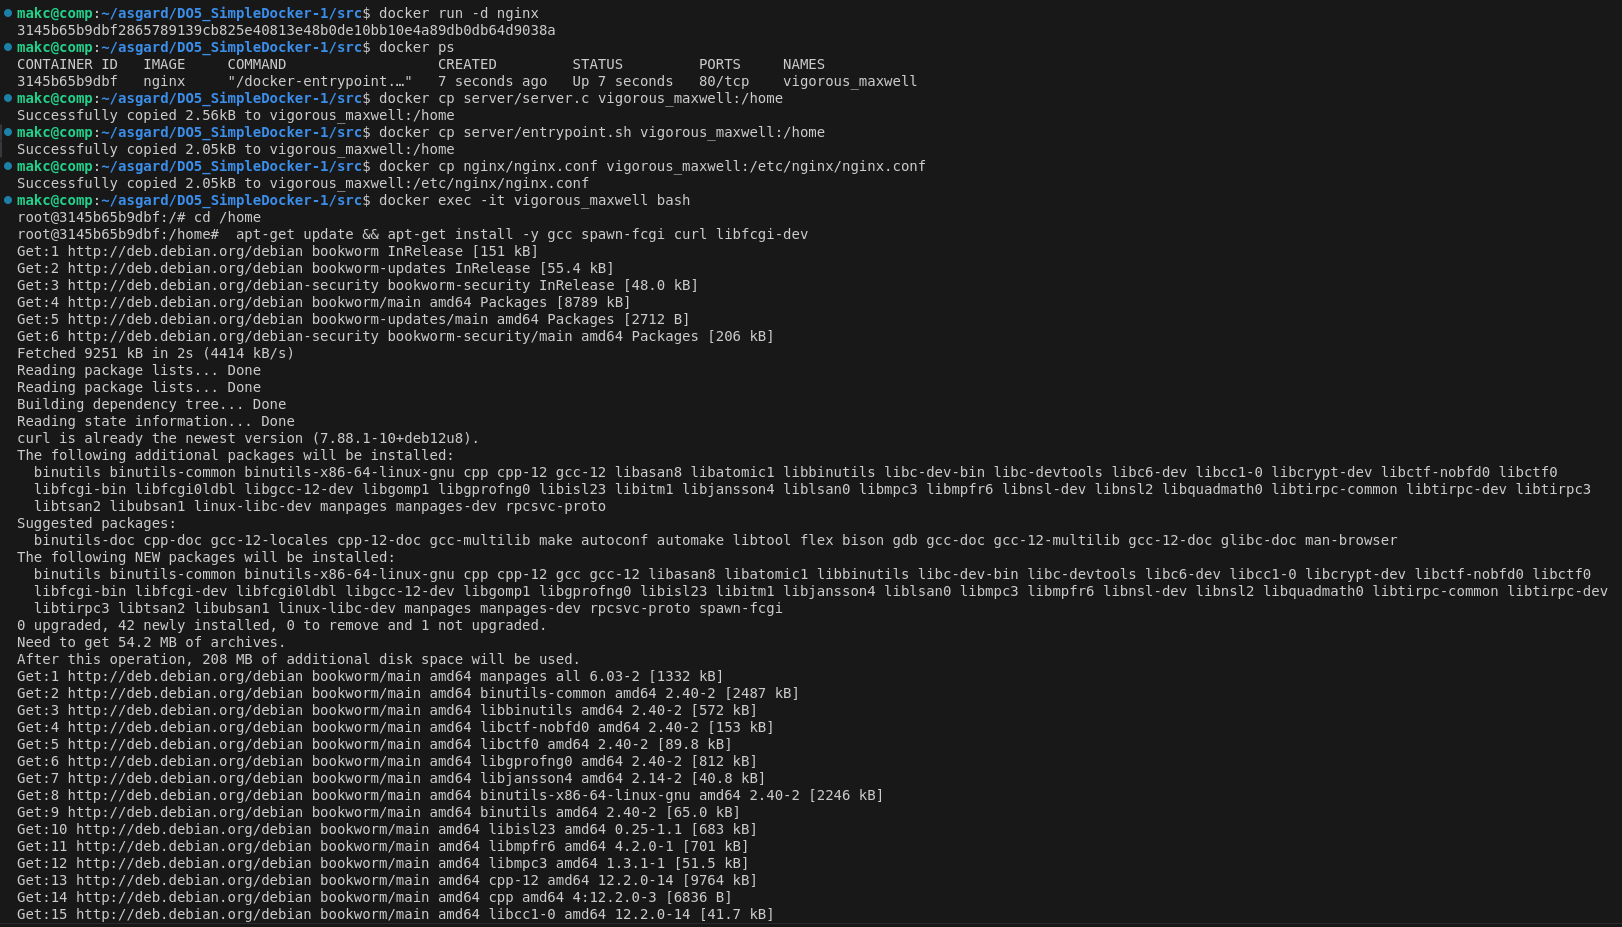 makc@comp:~/asgard/DO5_SimpleDocker-1/src$ docker run -d nginx
3145b65b9dbf2865789139cb825e40813e48b0de10bb10e4a89db0db64d9038a
makc@comp:~/asgard/DO5_SimpleDocker-1/src$ docker ps
CONTAINER ID   IMAGE     COMMAND                  CREATED         STATUS         PORTS     NAMES
3145b65b9dbf   nginx     "/docker-entrypoint.…"   7 seconds ago   Up 7 seconds   80/tcp    vigorous_maxwell
makc@comp:~/asgard/DO5_SimpleDocker-1/src$ docker cp server/server.c vigorous_maxwell:/home
Successfully copied 2.56kB to vigorous_maxwell:/home
makc@comp:~/asgard/DO5_SimpleDocker-1/src$ docker cp server/entrypoint.sh vigorous_maxwell:/home
Successfully copied 2.05kB to vigorous_maxwell:/home
makc@comp:~/asgard/DO5_SimpleDocker-1/src$ docker cp nginx/nginx.conf vigorous_maxwell:/etc/nginx/nginx.conf
Successfully copied 2.05kB to vigorous_maxwell:/etc/nginx/nginx.conf
makc@comp:~/asgard/DO5_SimpleDocker-1/src$ docker exec -it vigorous_maxwell bash
root@3145b65b9dbf:/# cd /home
root@3145b65b9dbf:/home#  apt-get update && apt-get install -y gcc spawn-fcgi curl libfcgi-dev
Get:1 http://deb.debian.org/debian bookworm InRelease [151 kB]
Get:2 http://deb.debian.org/debian bookworm-updates InRelease [55.4 kB]
Get:3 http://deb.debian.org/debian-security bookworm-security InRelease [48.0 kB]
Get:4 http://deb.debian.org/debian bookworm/main amd64 Packages [8789 kB]
Get:5 http://deb.debian.org/debian bookworm-updates/main amd64 Packages [2712 B]
Get:6 http://deb.debian.org/debian-security bookworm-security/main amd64 Packages [206 kB]
Fetched 9251 kB in 2s (4414 kB/s)
Reading package lists... Done
Reading package lists... Done
Building dependency tree... Done
Reading state information... Done
curl is already the newest version (7.88.1-10+deb12u8).
The following additional packages will be installed:
  binutils binutils-common binutils-x86-64-linux-gnu cpp cpp-12 gcc-12 libasan8 libatomic1 libbinutils libc-dev-bin libc-devtools libc6-dev libcc1-0 libcrypt-dev libctf-nobfd0 libctf0
  libfcgi-bin libfcgi0ldbl libgcc-12-dev libgomp1 libgprofng0 libisl23 libitm1 libjansson4 liblsan0 libmpc3 libmpfr6 libnsl-dev libnsl2 libquadmath0 libtirpc-common libtirpc-dev libtirpc3
  libtsan2 libubsan1 linux-libc-dev manpages manpages-dev rpcsvc-proto
Suggested packages:
  binutils-doc cpp-doc gcc-12-locales cpp-12-doc gcc-multilib make autoconf automake libtool flex bison gdb gcc-doc gcc-12-multilib gcc-12-doc glibc-doc man-browser
The following NEW packages will be installed:
  binutils binutils-common binutils-x86-64-linux-gnu cpp cpp-12 gcc gcc-12 libasan8 libatomic1 libbinutils libc-dev-bin libc-devtools libc6-dev libcc1-0 libcrypt-dev libctf-nobfd0 libctf0
  libfcgi-bin libfcgi-dev libfcgi0ldbl libgcc-12-dev libgomp1 libgprofng0 libisl23 libitm1 libjansson4 liblsan0 libmpc3 libmpfr6 libnsl-dev libnsl2 libquadmath0 libtirpc-common libtirpc-dev
  libtirpc3 libtsan2 libubsan1 linux-libc-dev manpages manpages-dev rpcsvc-proto spawn-fcgi
0 upgraded, 42 newly installed, 0 to remove and 1 not upgraded.
Need to get 54.2 MB of archives.
After this operation, 208 MB of additional disk space will be used.
Get:1 http://deb.debian.org/debian bookworm/main amd64 manpages all 6.03-2 [1332 kB]
Get:2 http://deb.debian.org/debian bookworm/main amd64 binutils-common amd64 2.40-2 [2487 kB]
Get:3 http://deb.debian.org/debian bookworm/main amd64 libbinutils amd64 2.40-2 [572 kB]
Get:4 http://deb.debian.org/debian bookworm/main amd64 libctf-nobfd0 amd64 2.40-2 [153 kB]
Get:5 http://deb.debian.org/debian bookworm/main amd64 libctf0 amd64 2.40-2 [89.8 kB]
Get:6 http://deb.debian.org/debian bookworm/main amd64 libgprofng0 amd64 2.40-2 [812 kB]
Get:7 http://deb.debian.org/debian bookworm/main amd64 libjansson4 amd64 2.14-2 [40.8 kB]
Get:8 http://deb.debian.org/debian bookworm/main amd64 binutils-x86-64-linux-gnu amd64 2.40-2 [2246 kB]
Get:9 http://deb.debian.org/debian bookworm/main amd64 binutils amd64 2.40-2 [65.0 kB]
Get:10 http://deb.debian.org/debian bookworm/main amd64 libisl23 amd64 0.25-1.1 [683 kB]
Get:11 http://deb.debian.org/debian bookworm/main amd64 libmpfr6 amd64 4.2.0-1 [701 kB]
Get:12 http://deb.debian.org/debian bookworm/main amd64 libmpc3 amd64 1.3.1-1 [51.5 kB]
Get:13 http://deb.debian.org/debian bookworm/main amd64 cpp-12 amd64 12.2.0-14 [9764 kB]
Get:14 http://deb.debian.org/debian bookworm/main amd64 cpp amd64 4:12.2.0-3 [6836 B]
Get:15 http://deb.debian.org/debian bookworm/main amd64 libcc1-0 amd64 12.2.0-14 [41.7 kB]